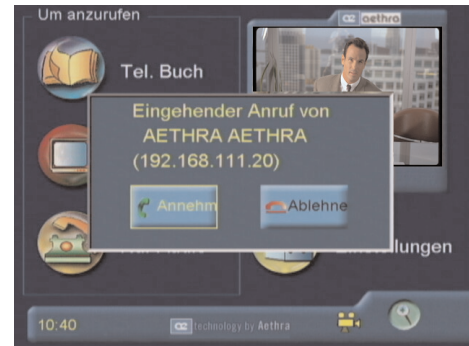 Um anzurufen
aethra
Tel. Buch
Eingehender Anruf von
AETHRA AETHRA
(192.168.111.20)
Annehm
Ablehne
10:40
technology by Aethra